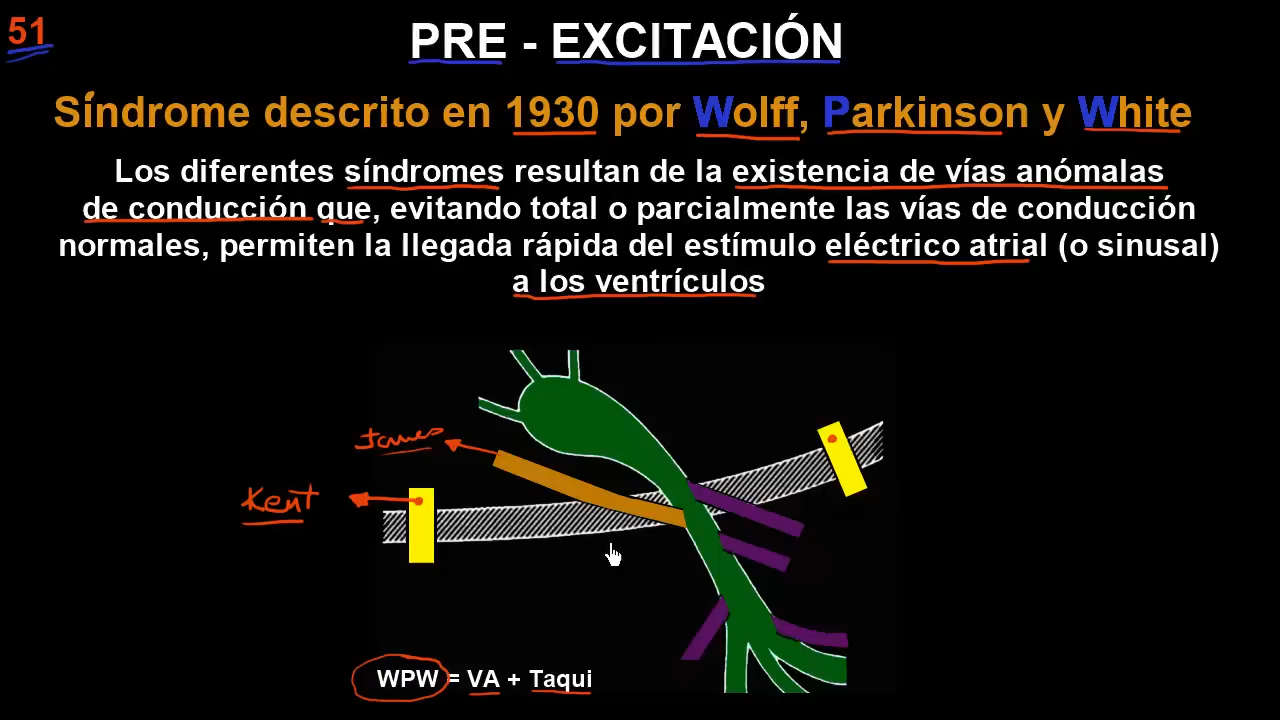 51
PRE - EXCITACIÓN
Síndrome descrito en 1930 por Wolff, Parkinson y White
Los diferentes síndromes resultan de la existencia de vías anómalas
de conducción que, evitando total o parcialmente las vías de conducción
normales, permiten la llegada rápida del estímulo eléctrico atrial (o sinusal)
a los ventrículos
James
Kent
WPW = VA + Taqui